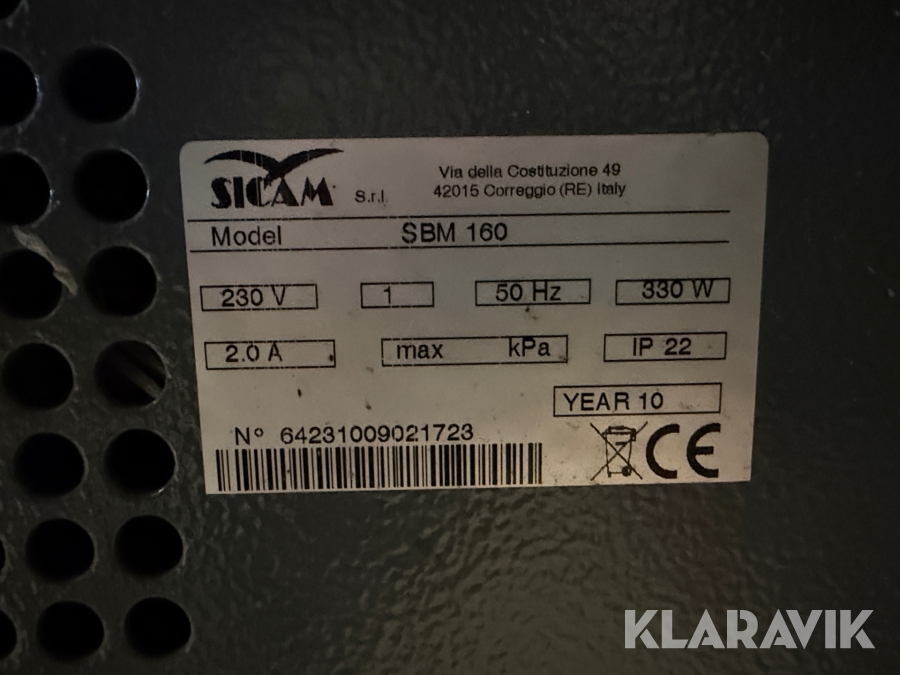 SICAM S.r.l.
Via della Costituzione 49
42015 Correggio (RE) Italy
Model SBM 160
230 V 1 50 Hz 330 W
2.0 A max kPa IP 22
YEAR 10
Nº 64231009021723
CE
KLARAVIK